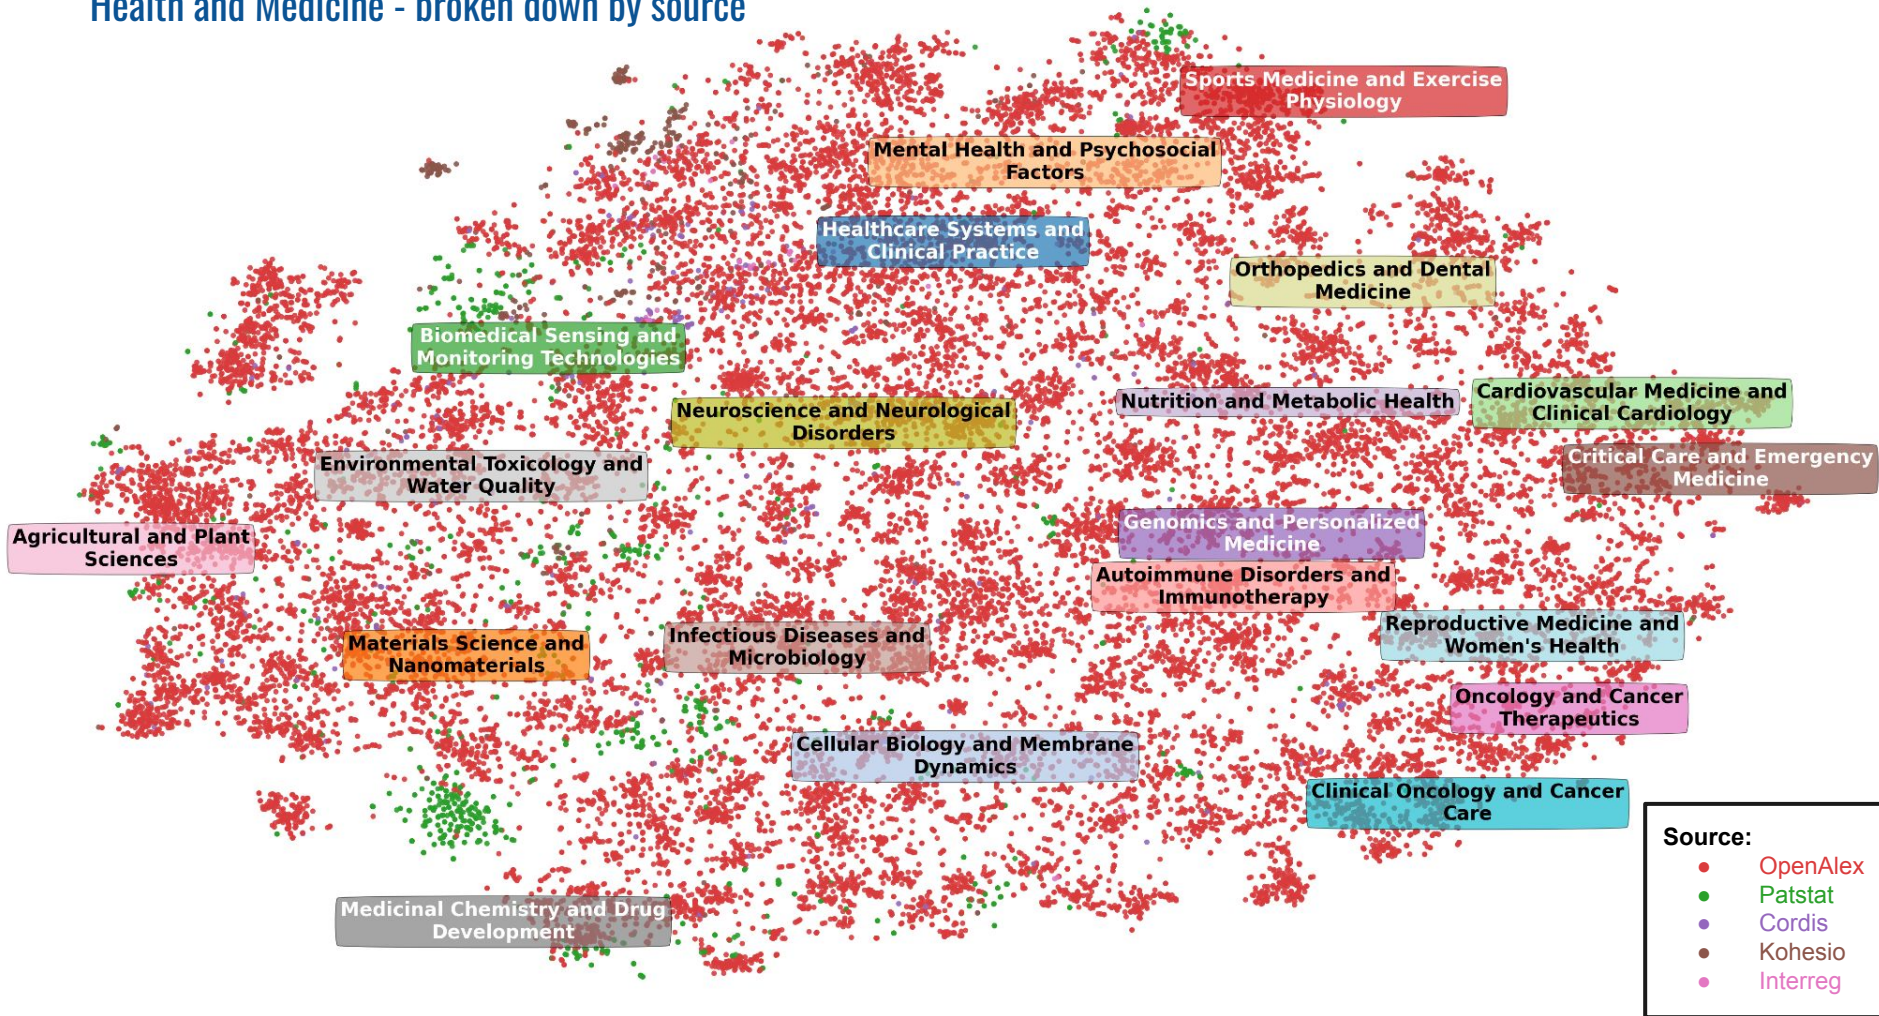 Health and Medicine - broken down by source
Sports Medicine and Exercise
Physiology
Mental Health and Psychosocial
Factors
Healthcare Systems and
Clinical Practice
Orthopedics and Dental
Medicine
Biomedical Sensing and
Monitoring Technologies
Neuroscience and Neurological
Disorders
Nutrition and Metabolic Health
Cardiovascular Medicine and
Clinical Cardiology
Critical Care and Emergency
Medicine
Environmental Toxicology and
Water Quality
Agricultural and Plant
Sciences
Genomics and Personalized
Medicine
Autoimmune Disorders and
Immunotherapy
Reproductive Medicine and
Women's Health
Materials Science and
Nanomaterials
Infectious Diseases and
Microbiology
Oncology and Cancer
Therapeutics
Cellular Biology and Membrane
Dynamics
Clinical Oncology and Cancer
Care
Medicinal Chemistry and Drug
Development
Source:
OpenAlex
Patstat
Cordis
Kohesio
Interreg